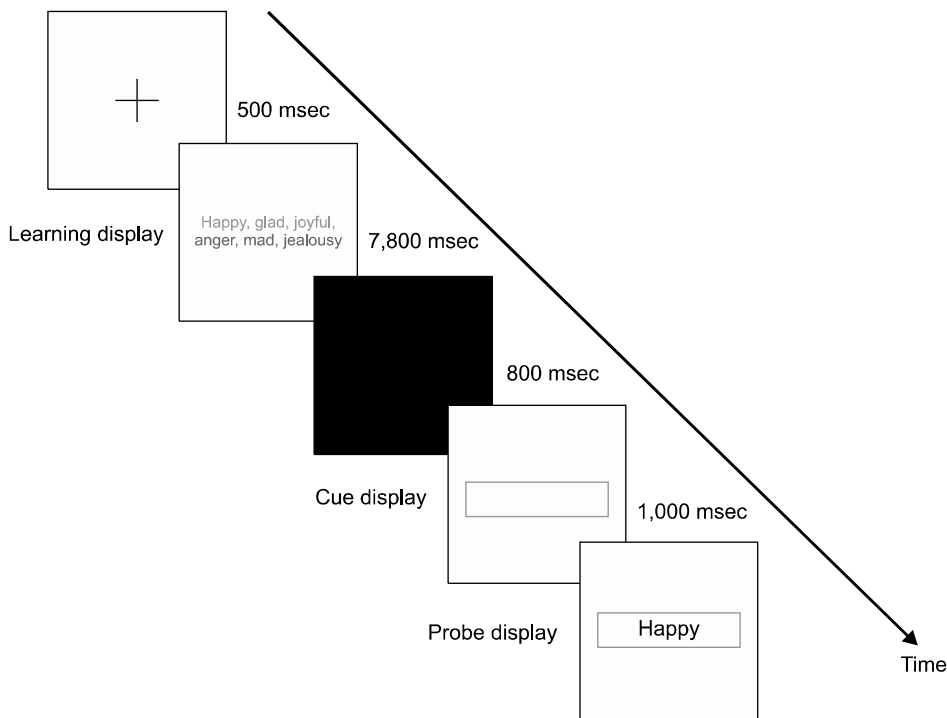 500 msec
Happy, glad, joyful,
anger, mad, jealousy
Learning display
7,800 msec
800 msec
Cue display
1,000 msec
Happy
Probe display
Time